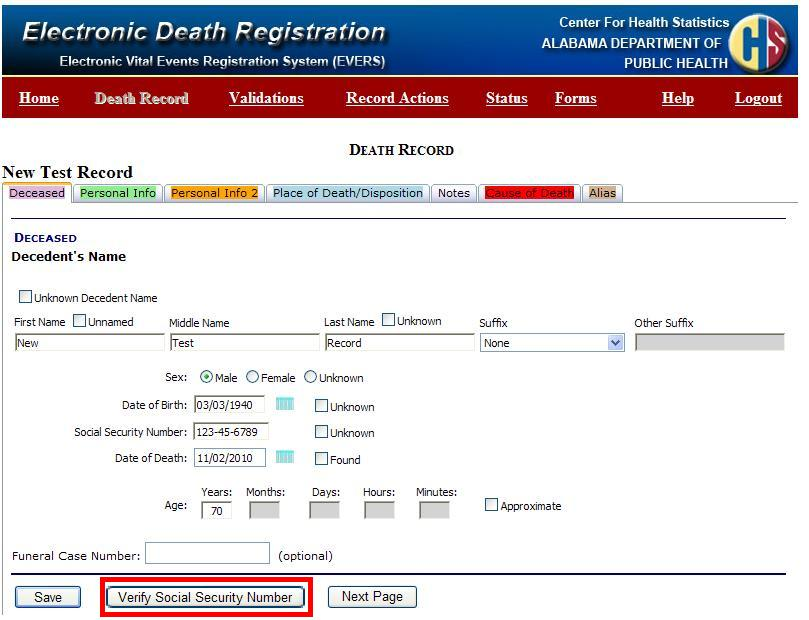 Electronic Death Registration
Electronic Vital Events Registration System (EVERS)
Center For Health Statistics
ALABAMA DEPARTMENT OF
PUBLIC HEALTH
CHS
Home Death Record Validations Record Actions Status Forms Help Logout
DEATH RECORD
New Test Record
Deceased Personal Info Personal Info 2 Place of Death/Disposition Notes Cause of Death Alias
DECEASED
Decedent's Name
Unknown Decedent Name
First Name Unnamed Middle Name Last Name Unknown Suffix Other Suffix
New Test Record None
Sex: Male Female Unknown
Date of Birth: 03/03/1940 Unknown
Social Security Number: 123-45-6789 Unknown
Date of Death: 11/02/2010 Found
Years: Months: Days: Hours: Minutes:
Age: 70 Approximate
Funeral Case Number: (optional)
Save Verify Social Security Number Next Page